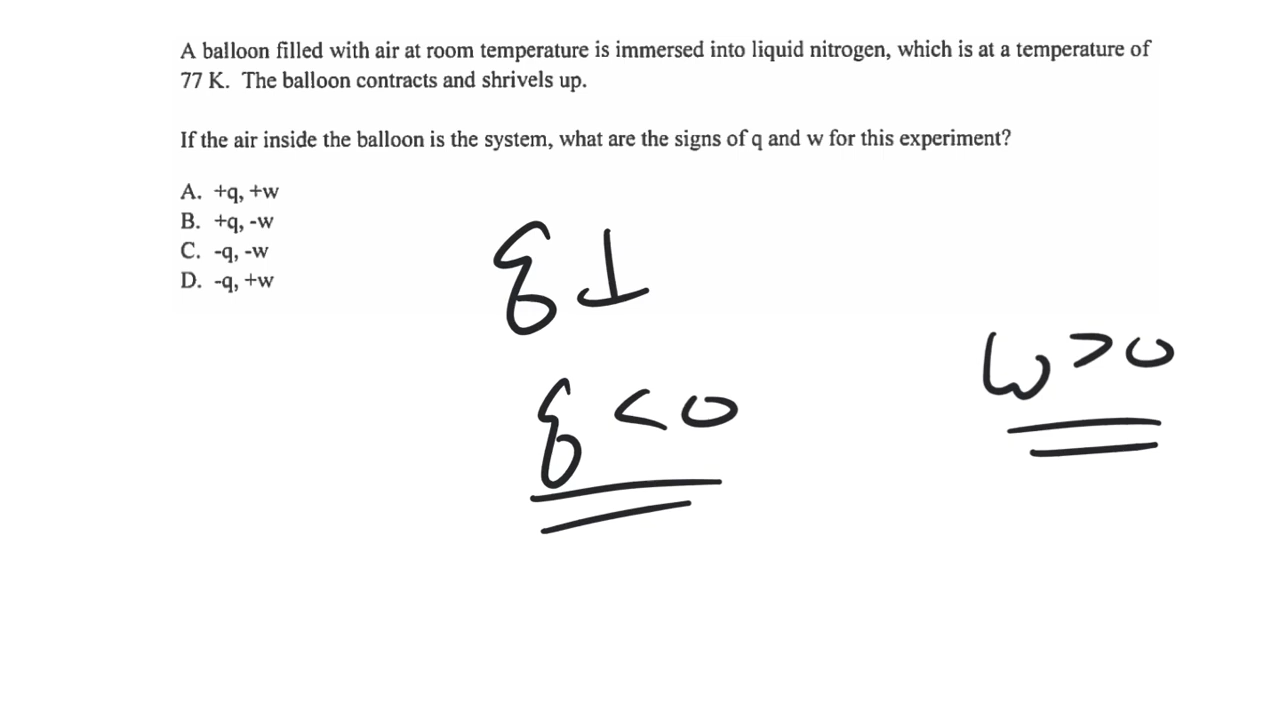 A balloon filled with air at room temperature is immersed into liquid nitrogen, which is at a temperature of
77 K. The balloon contracts and shrivels up.
If the air inside the balloon is the system, what are the signs of q and w for this experiment?
A. +q, +w
B. +q, -w
C. -q, -w
D. -q, +w
q
q < 0
w > 0